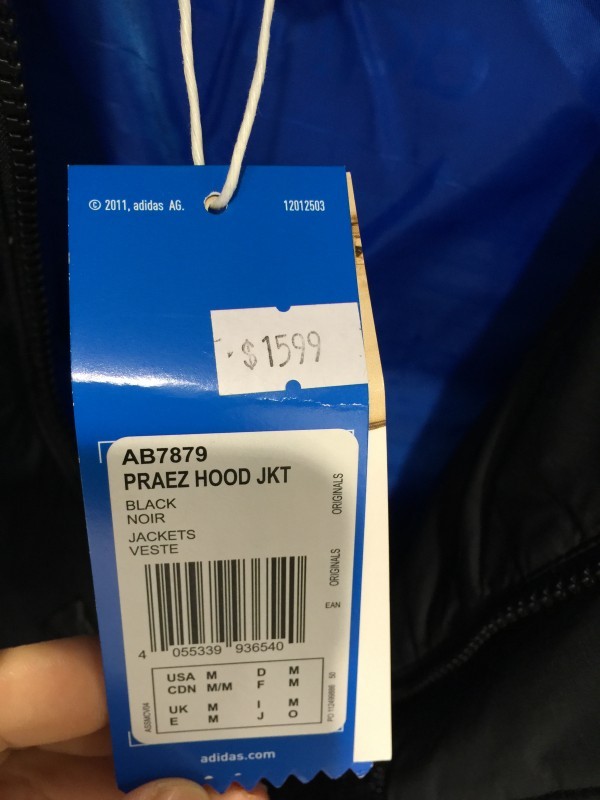 © 2011, adidas AG. 12012503
$1599
AB7879
PRAEZ HOOD JKT
BLACK
NOIR
JACKETS
VESTE
ORIGINALS
ORIGINALS
EAN
4 055339 936540
USA M D M
CDN M/M F M
UK M I M
E M J O
adidas.com